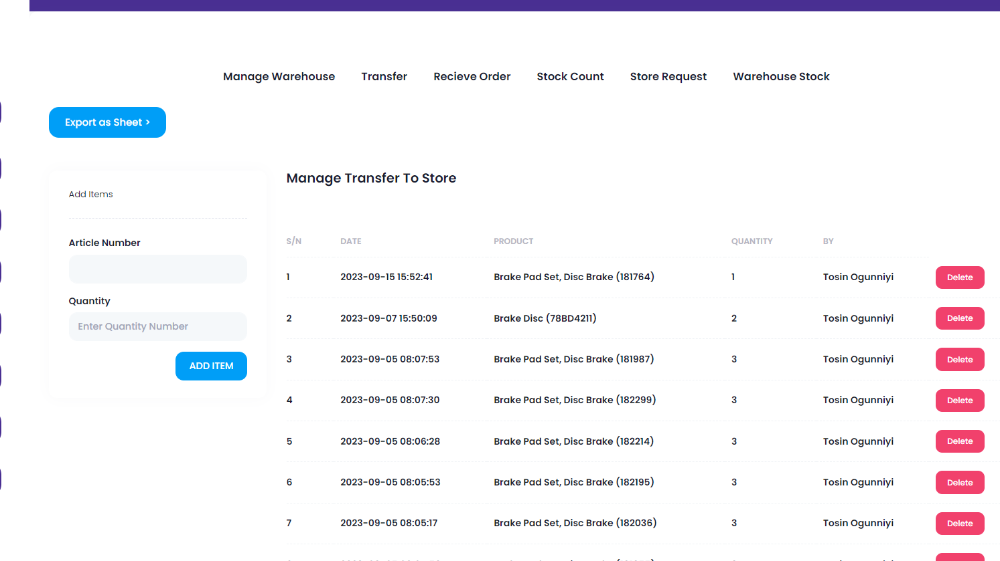 Manage Warehouse Transfer Recieve Order Stock Count Store Request Warehouse Stock
Export as Sheet >
Manage Transfer To Store
Add Items
Article Number
Quantity
Enter Quantity Number
ADD ITEM
S/N DATE PRODUCT QUANTITY BY
1 2023-09-15 15:52:41 Brake Pad Set, Disc Brake (181764) 1 Tosin Ogunniyi Delete
2 2023-09-07 15:50:09 Brake Disc (78BD4211) 2 Tosin Ogunniyi Delete
3 2023-09-05 08:07:53 Brake Pad Set, Disc Brake (181987) 3 Tosin Ogunniyi Delete
4 2023-09-05 08:07:30 Brake Pad Set, Disc Brake (182299) 3 Tosin Ogunniyi Delete
5 2023-09-05 08:06:28 Brake Pad Set, Disc Brake (182214) 3 Tosin Ogunniyi Delete
6 2023-09-05 08:05:53 Brake Pad Set, Disc Brake (182195) 3 Tosin Ogunniyi Delete
7 2023-09-05 08:05:17 Brake Pad Set, Disc Brake (182036) 3 Tosin Ogunniyi Delete